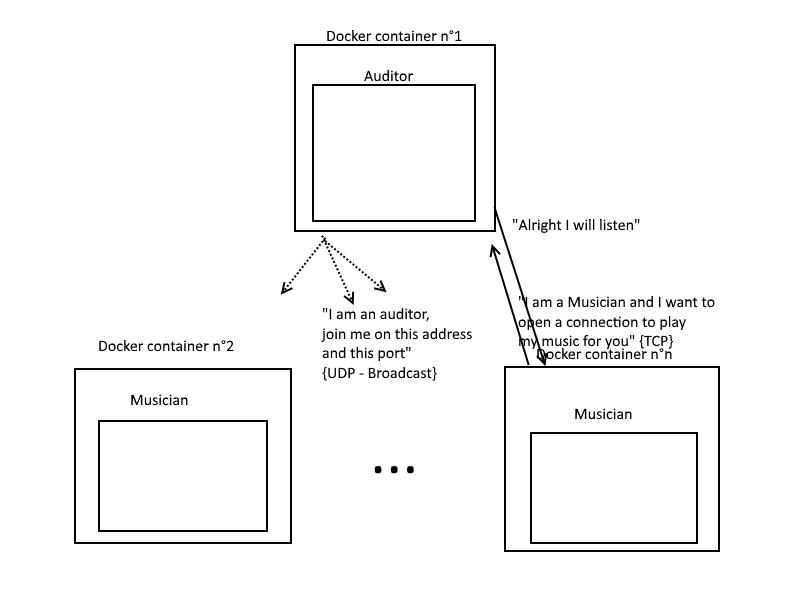 Docker container n°1
Auditor
"Alright I will listen"
"I am a Musician and I want to
open a connection to play
my music for you" {TCP}
"I am an auditor,
join me on this address
and this port"
{UDP - Broadcast}
Docker container n°2
Musician
...
Docker container n°n
Musician